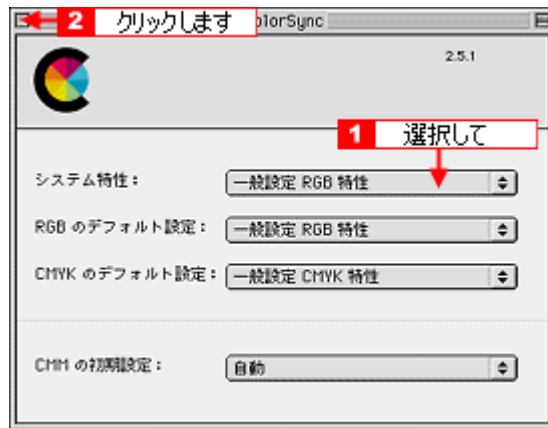 2 クリックします olorSync
2.5.1
1 選択して
システム特性： 一般設定 RGB 特性
RGB のデフォルト設定： 一般設定 RGB 特性
CMYK のデフォルト設定： 一般設定 CMYK 特性
CMM の初期設定： 自動